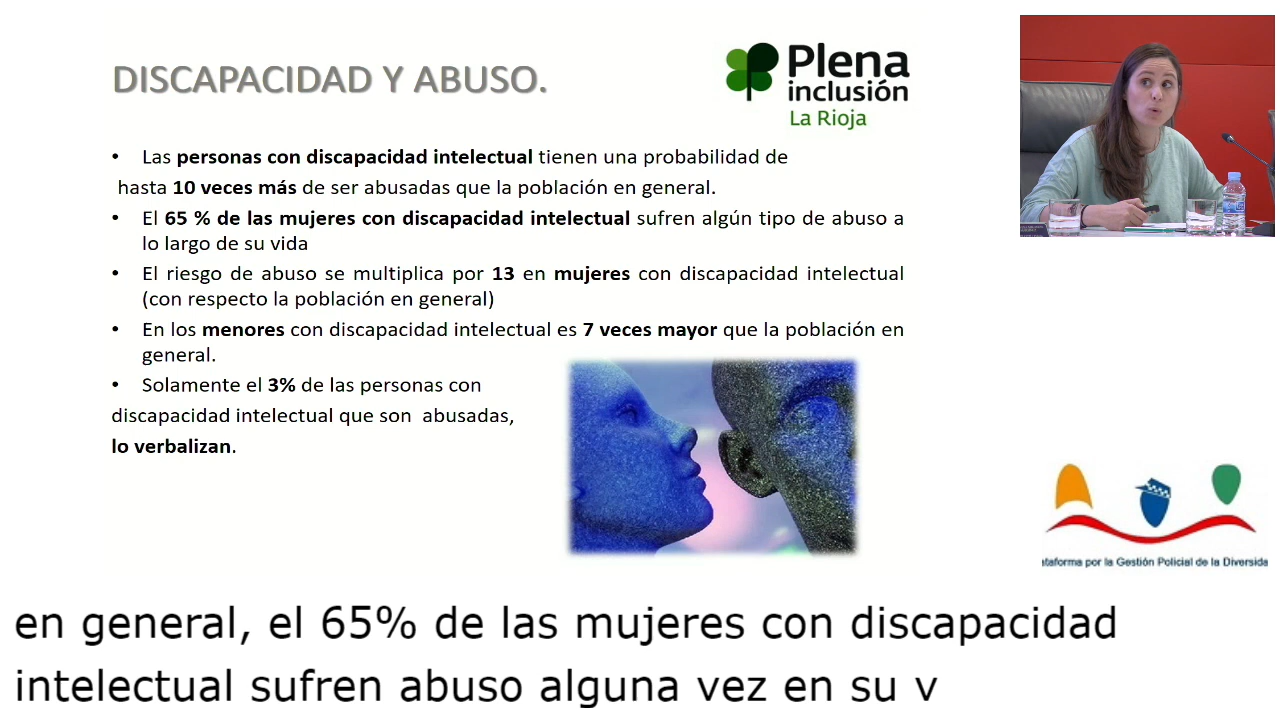 DISCAPACIDAD Y ABUSO.
Plena
inclusión
La Rioja
• Las personas con discapacidad intelectual tienen una probabilidad de
hasta 10 veces más de ser abusadas que la población en general.
• El 65 % de las mujeres con discapacidad intelectual sufren algún tipo de abuso a
lo largo de su vida
• El riesgo de abuso se multiplica por 13 en mujeres con discapacidad intelectual
(con respecto la población en general)
• En los menores con discapacidad intelectual es 7 veces mayor que la población en
general.
• Solamente el 3% de las personas con
discapacidad intelectual que son abusadas,
lo verbalizan.
ataforma por la Gestión Policial de la Diversida
en general, el 65% de las mujeres con discapacidad
intelectual sufren abuso alguna vez en su v